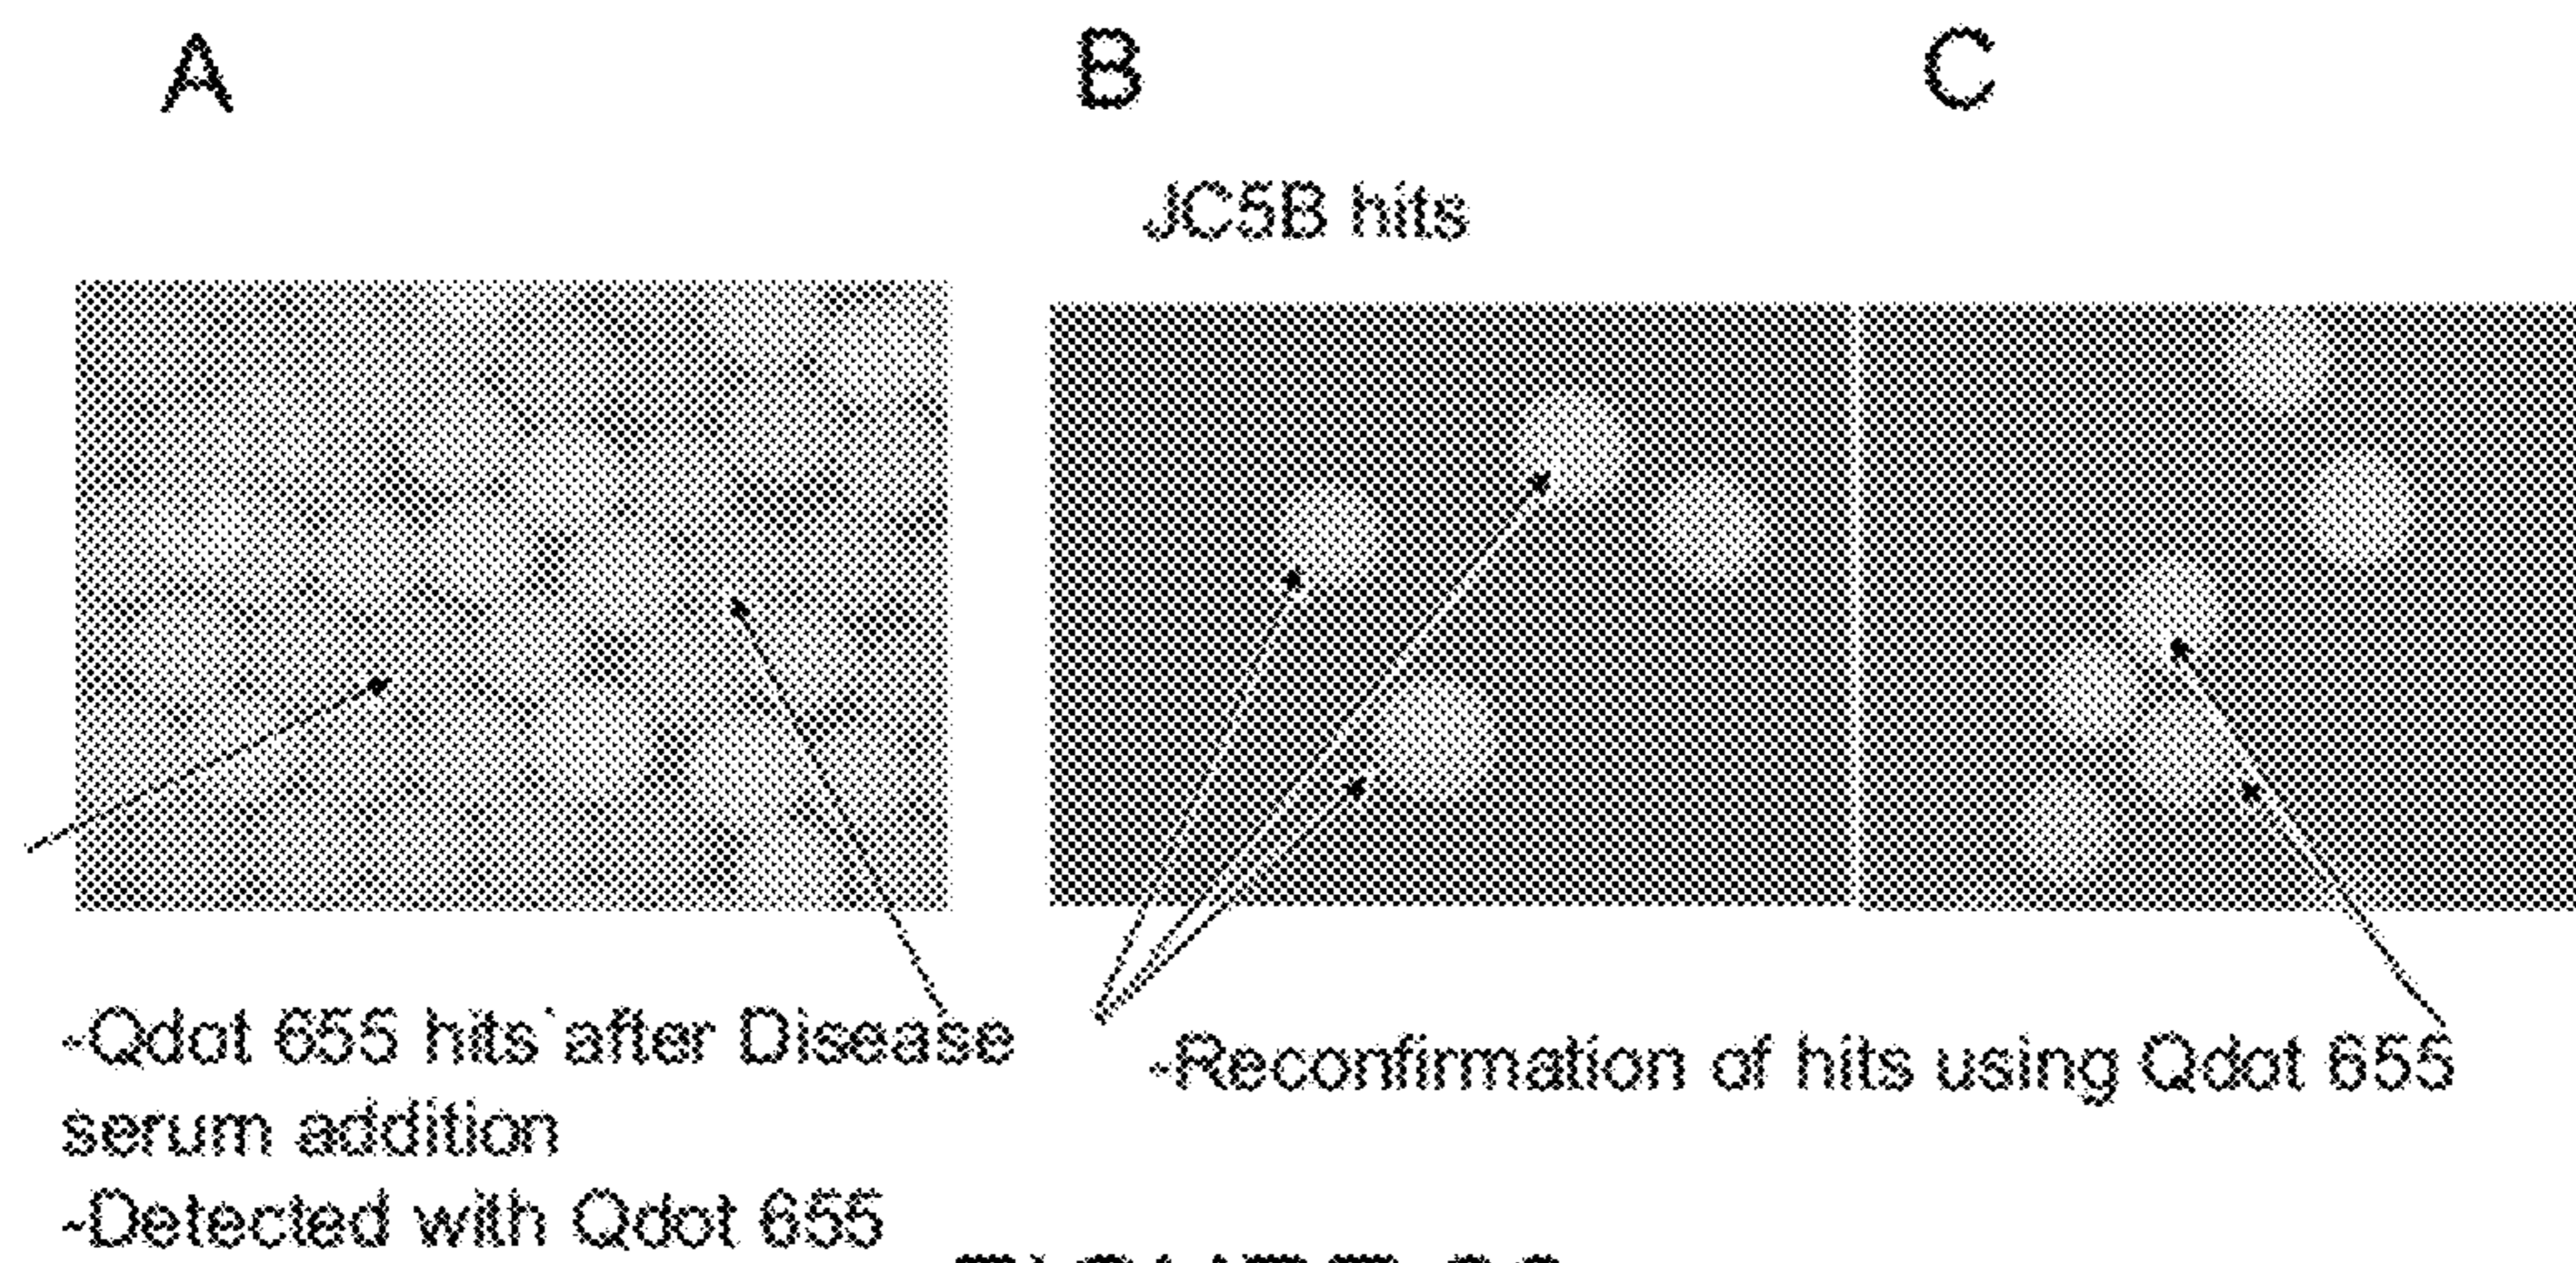 A B C
JC5B hits
-Qdot 655 hits after Disease
serum addition
-Detected with Qdot 655
-Reconfirmation of hits using Qdot 655